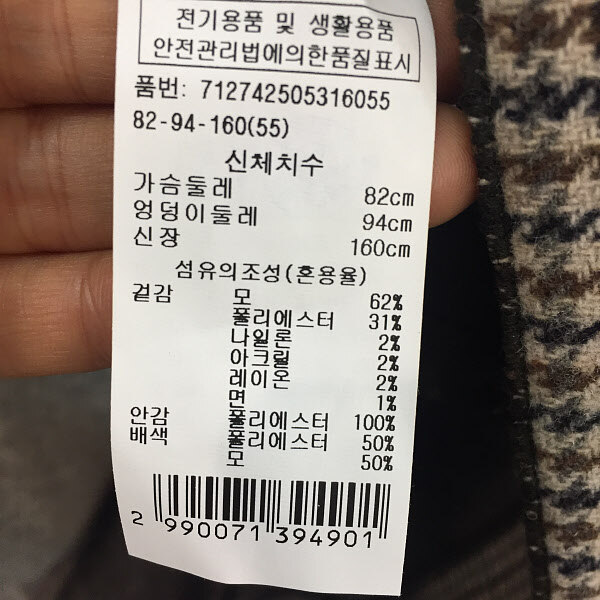 전기용품 및 생활용품
안전관리법에의한품질표시
품번: 712742505316055
82-94-160(55)
신체치수
가슴둘레 82cm
엉덩이둘레 94cm
신장 160cm
섬유의조성(혼용율)
겉감 모 62%
폴리에스터 31%
나일론 2%
아크릴 2%
레이온 2%
면 1%
안감 폴리에스터 100%
배색 폴리에스터 50%
모 50%
2 990071 394901